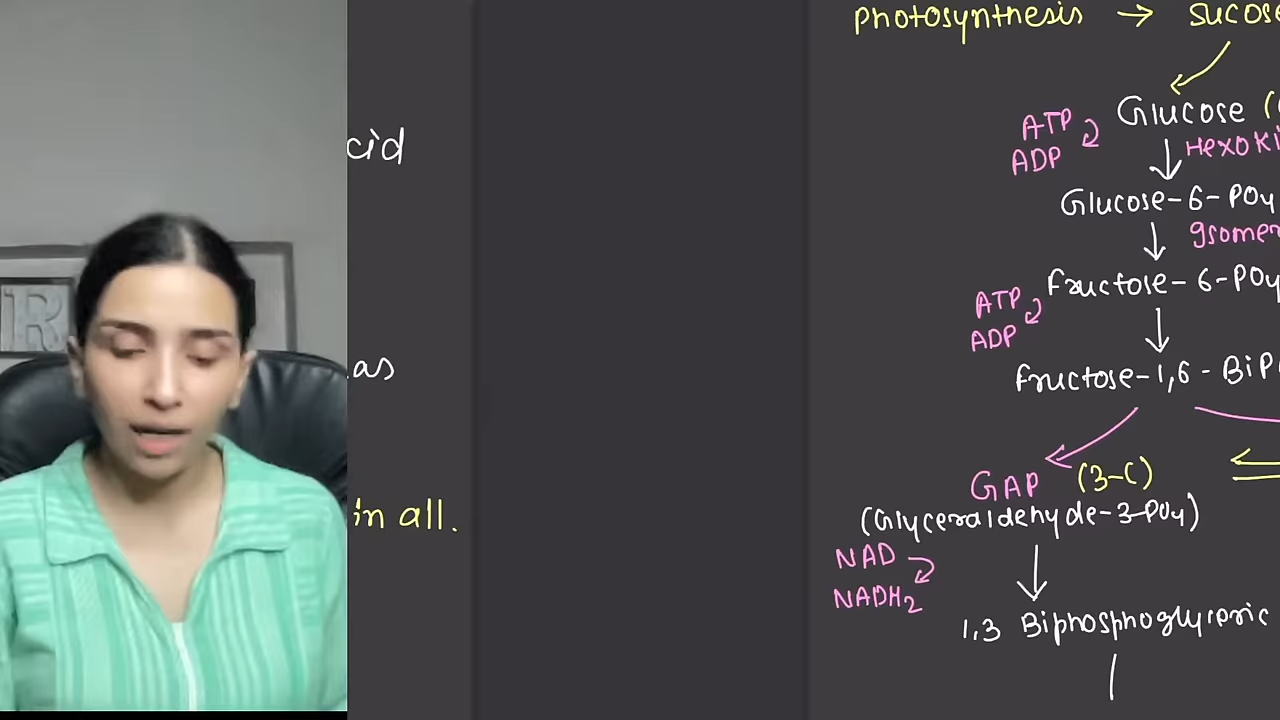 Photosynthesis → sucose
Glucose (
ATP
ADP
HexoKi
Glucose-6-PO4
Isomer
Fructose-6-PO4
ATP
ADP
Fructose-1,6-BiP
GAP (3-C)
(Glyceraldehyde-3-PO4)
NAD
NADH2
1,3 Biphosphoglyceric
cid
as
in all.
R